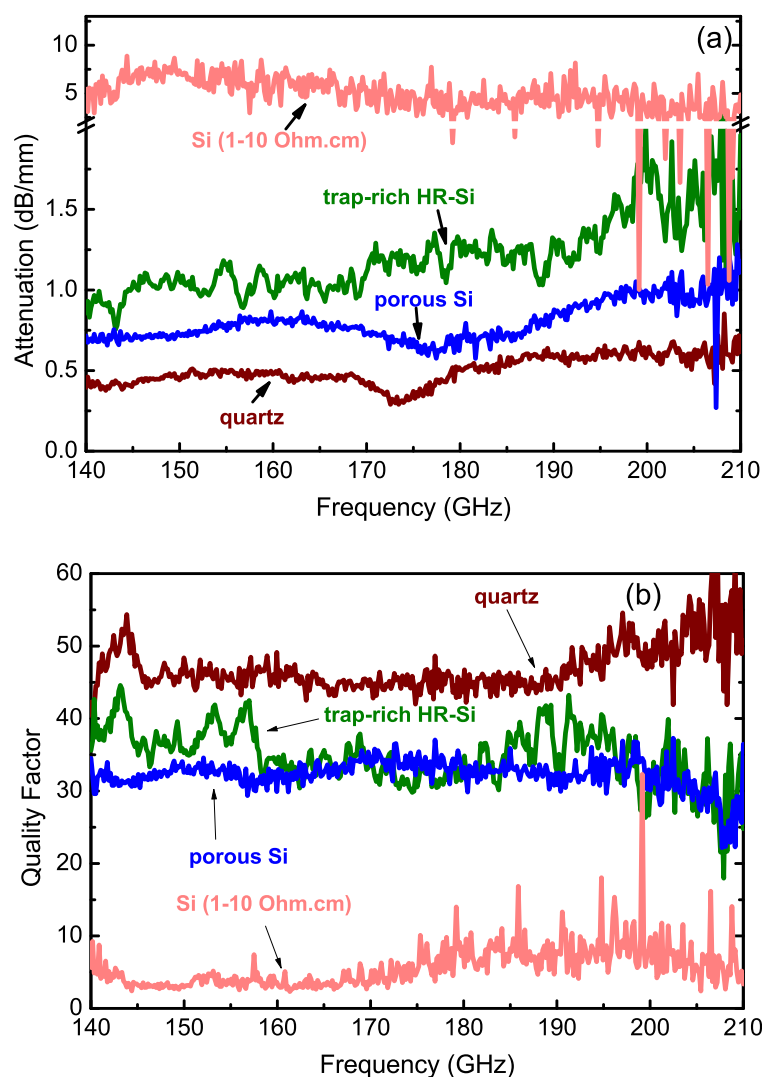 (a)
10
5
Si (1-10 Ohm.cm)
trap-rich HR-Si
1.5
1.0
porous Si
0.5
quartz
0.0
Attenuation (dB/mm)
140 150 160 170 180 190 200 210
Frequency (GHz)
60
(b)
quartz
50
40
trap-rich HR-Si
30
porous Si
20
Si (1-10 Ohm.cm)
10
0
Quality Factor
140 150 160 170 180 190 200 210
Frequency (GHz)